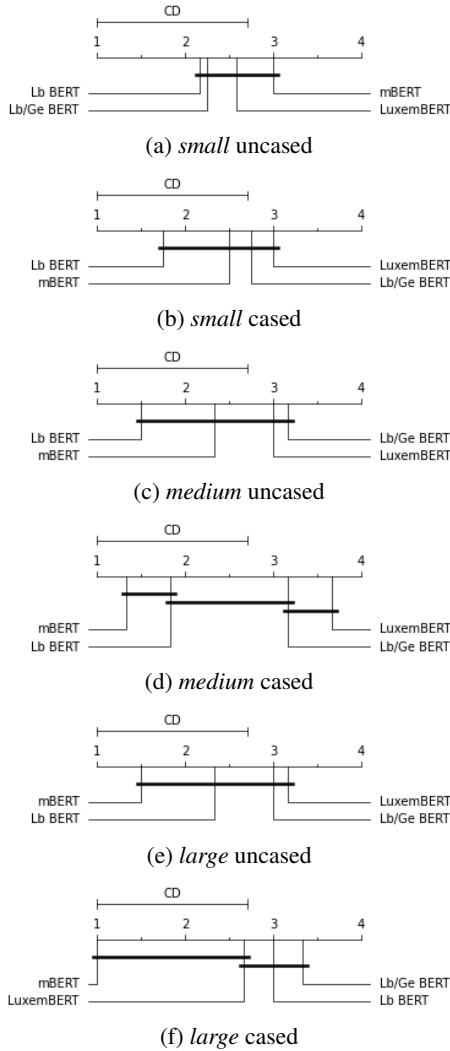 CD
1 2 3 4
Lb BERT mBERT
Lb/Ge BERT LuxemBERT
(a) small uncased
CD
1 2 3 4
Lb BERT LuxemBERT
mBERT Lb/Ge BERT
(b) small cased
CD
1 2 3 4
Lb BERT Lb/Ge BERT
mBERT LuxemBERT
(c) medium uncased
CD
1 2 3 4
mBERT LuxemBERT
Lb BERT Lb/Ge BERT
(d) medium cased
CD
1 2 3 4
mBERT LuxemBERT
Lb BERT Lb/Ge BERT
(e) large uncased
CD
1 2 3 4
mBERT Lb/Ge BERT
LuxemBERT Lb BERT
(f) large cased